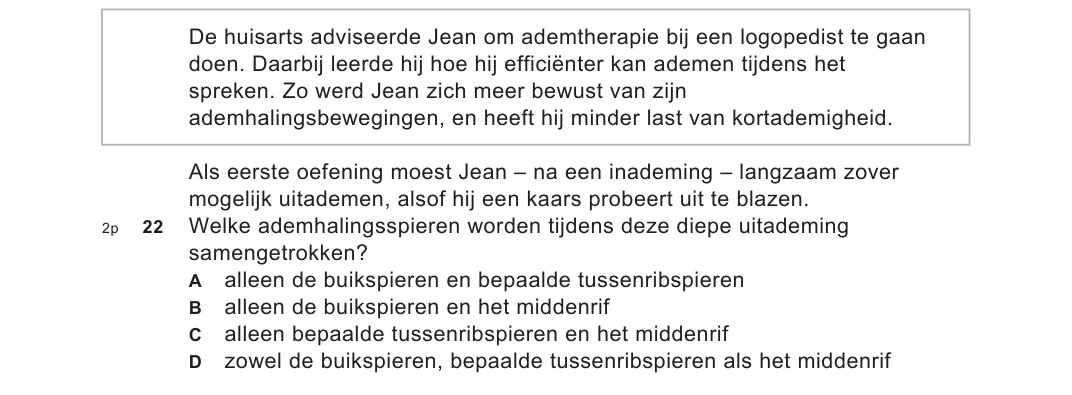 De huisarts adviseerde Jean om ademtherapie bij een logopedist te gaan
doen. Daarbij leerde hij hoe hij efficiënter kan ademen tijdens het
spreken. Zo werd Jean zich meer bewust van zijn
ademhalingsbewegingen, en heeft hij minder last van kortademigheid.
Als eerste oefening moest Jean – na een inademing – langzaam zover
mogelijk uitademen, alsof hij een kaars probeert uit te blazen.
2p 22 Welke ademhalingsspieren worden tijdens deze diepe uitademing
samengetrokken?
A alleen de buikspieren en bepaalde tussenribspieren
B alleen de buikspieren en het middenrif
C alleen bepaalde tussenribspieren en het middenrif
D zowel de buikspieren, bepaalde tussenribspieren als het middenrif